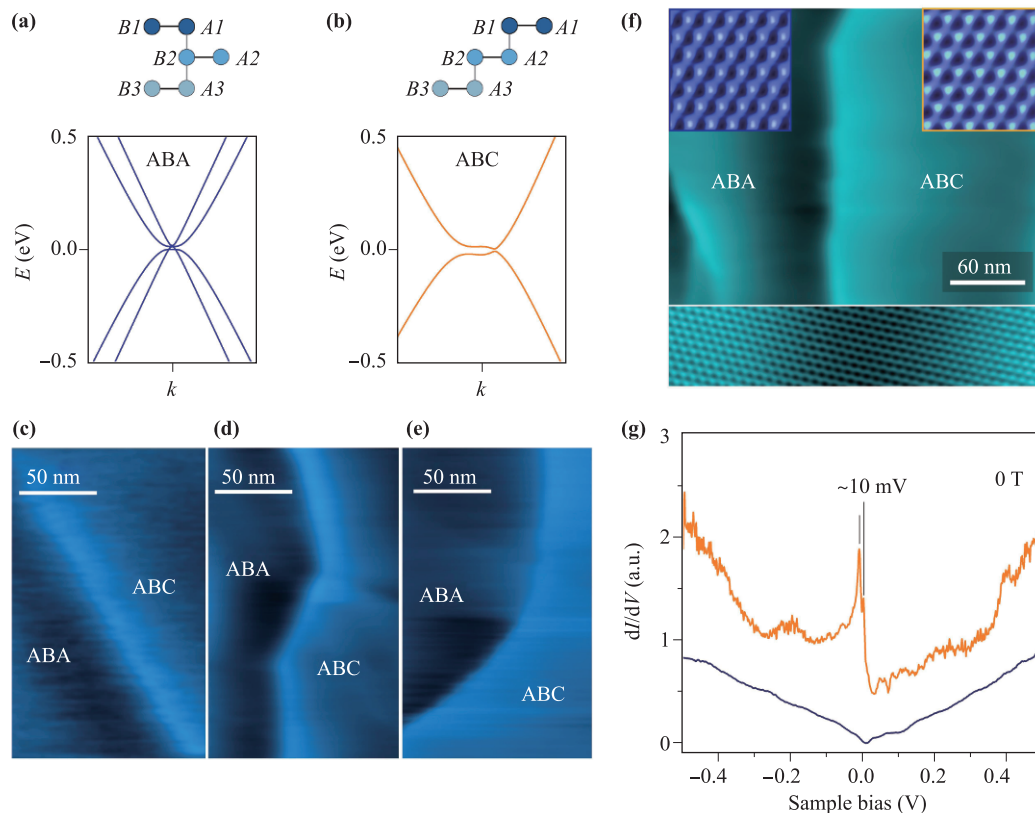 (a)
B1 A1
B2 A2
B3 A3
0.5
ABA
E (eV)
0.0
−0.5
k
(b)
A1
B2 A2
B1
B3 A3
0.5
ABC
E (eV)
0.0
−0.5
k
(c)
50 nm
ABC
ABA
(d)
50 nm
ABA
ABC
(e)
50 nm
ABA
ABC
(f)
ABA
ABC
60 nm
(g)
3
~10 mV
0 T
2
dI/dV (a.u.)
1
0
−0.4 −0.2 0.0 0.2 0.4
Sample bias (V)